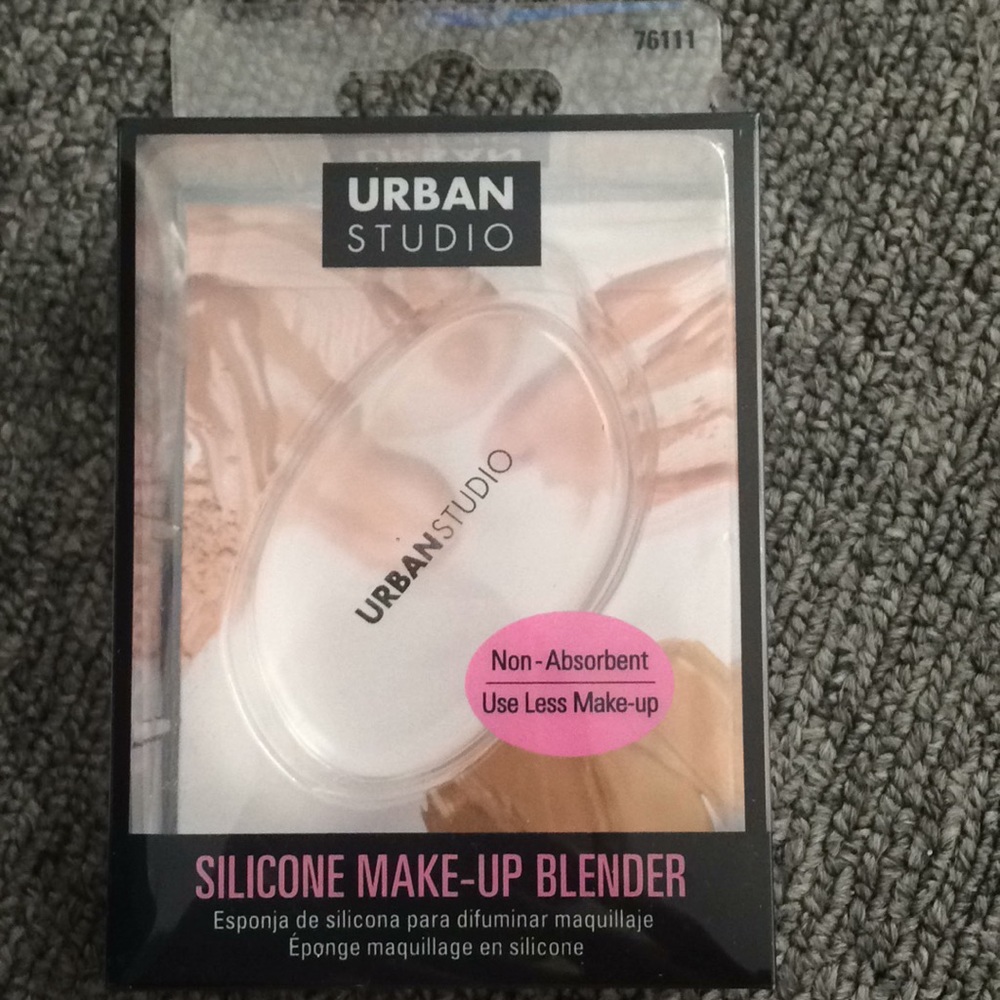 76111
URBAN
STUDIO
URBANSTUDIO
Non-Absorbent
Use Less Make-up
SILICONE MAKE-UP BLENDER
Esponja de silicona para difuminar maquillaje
Éponge maquillage en silicone